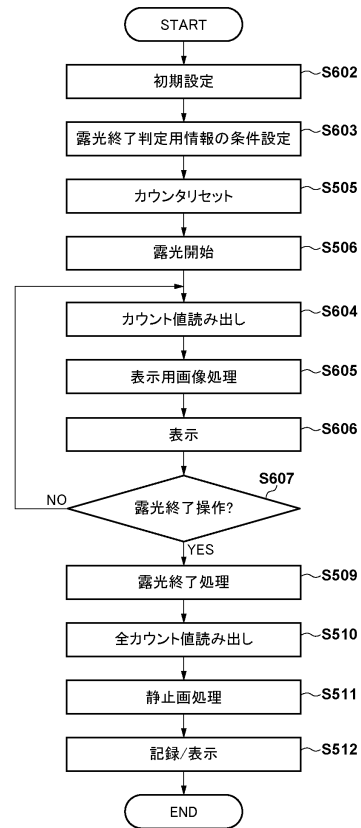 START
初期設定
S602
露光終了判定用情報の条件設定
S603
カウンタリセット
S505
露光開始
S506
カウント値読み出し
S604
表示用画像処理
S605
表示
S606
露光終了操作?
S607
NO
YES
露光終了処理
S509
全カウント値読み出し
S510
静止画処理
S511
記録/表示
S512
END